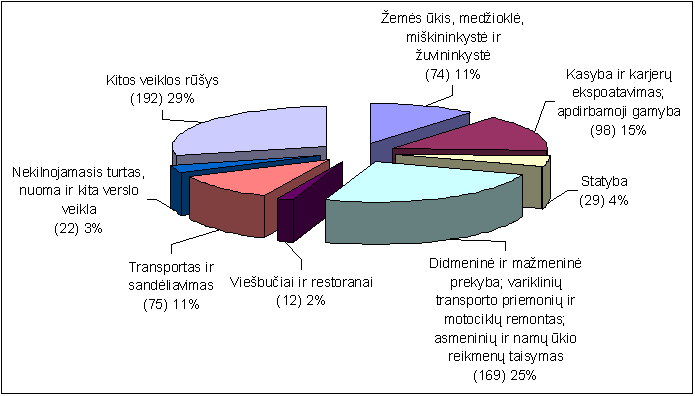 Žemės ūkis, medžioklė,
miškininkystė ir
žuvininkystė
(74) 11%
Kasyba ir karjerų
ekspoatavimas;
apdirbamoji gamyba
(98) 15%
Statyba
(29) 4%
Didmeninė ir mažmeninė
prekyba; variklinių
transporto priemonių ir
motociklų remontas;
asmeninių ir namų ūkio
reikmenų taisymas
(169) 25%
Viešbučiai ir restoranai
(12) 2%
Transportas ir
sandėliavimas
(75) 11%
Nekilnojamasis turtas,
nuoma ir kita verslo
veikla
(22) 3%
Kitos veiklos rūšys
(192) 29%